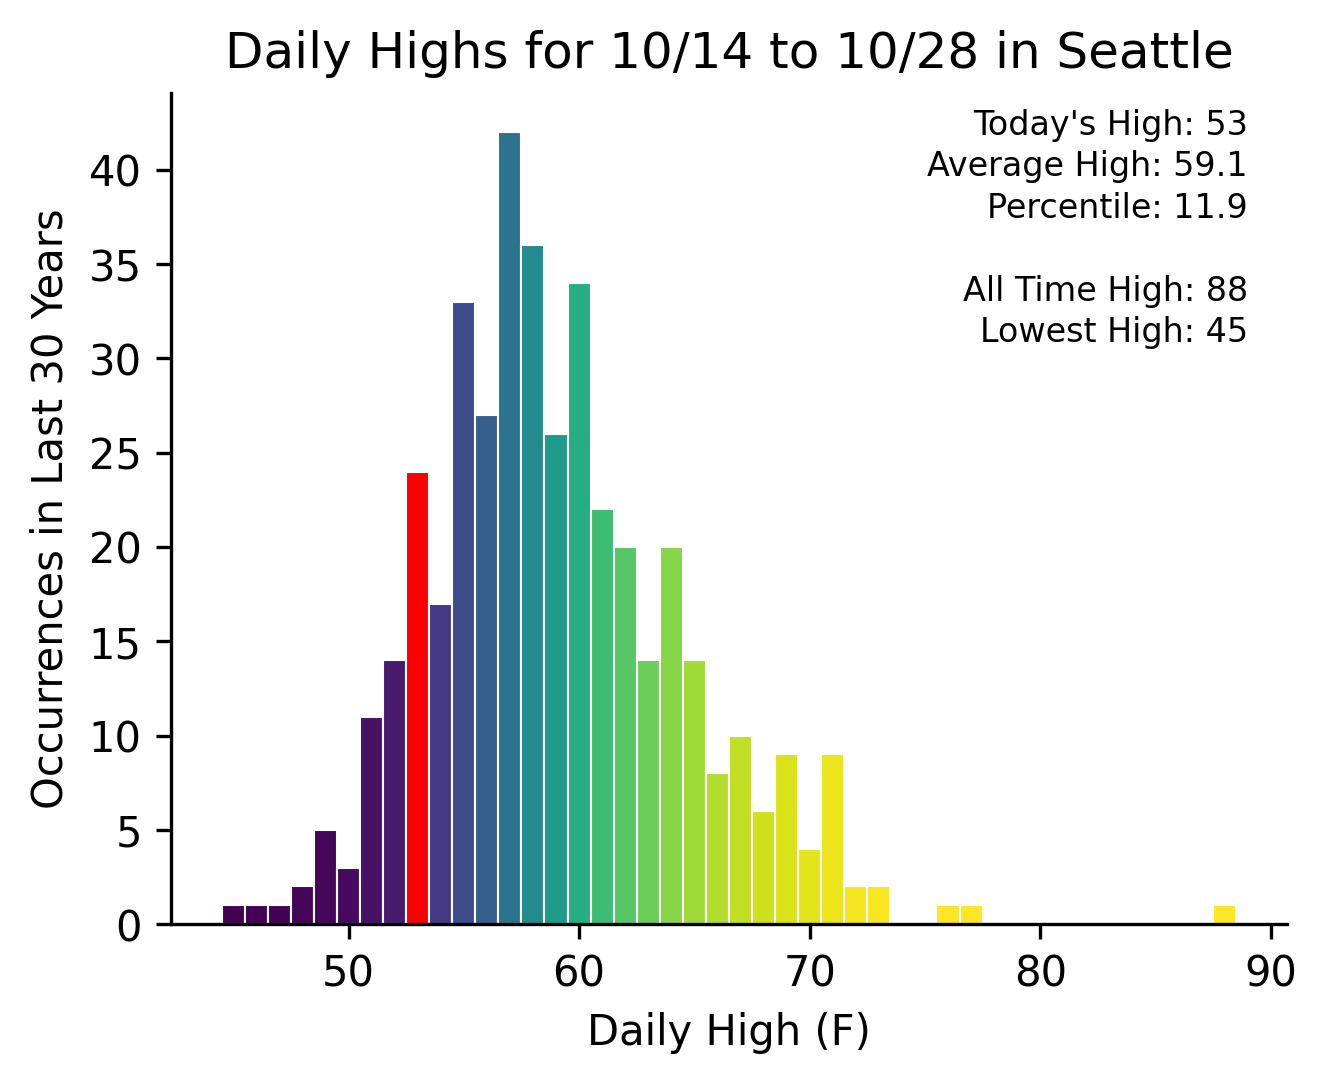 Daily Highs for 10/14 to 10/28 in Seattle
Today's High: 53
Average High: 59.1
Percentile: 11.9
All Time High: 88
Lowest High: 45
Occurrences in Last 30 Years
40
35
30
25
20
15
10
5
0
50 60 70 80 90
Daily High (F)